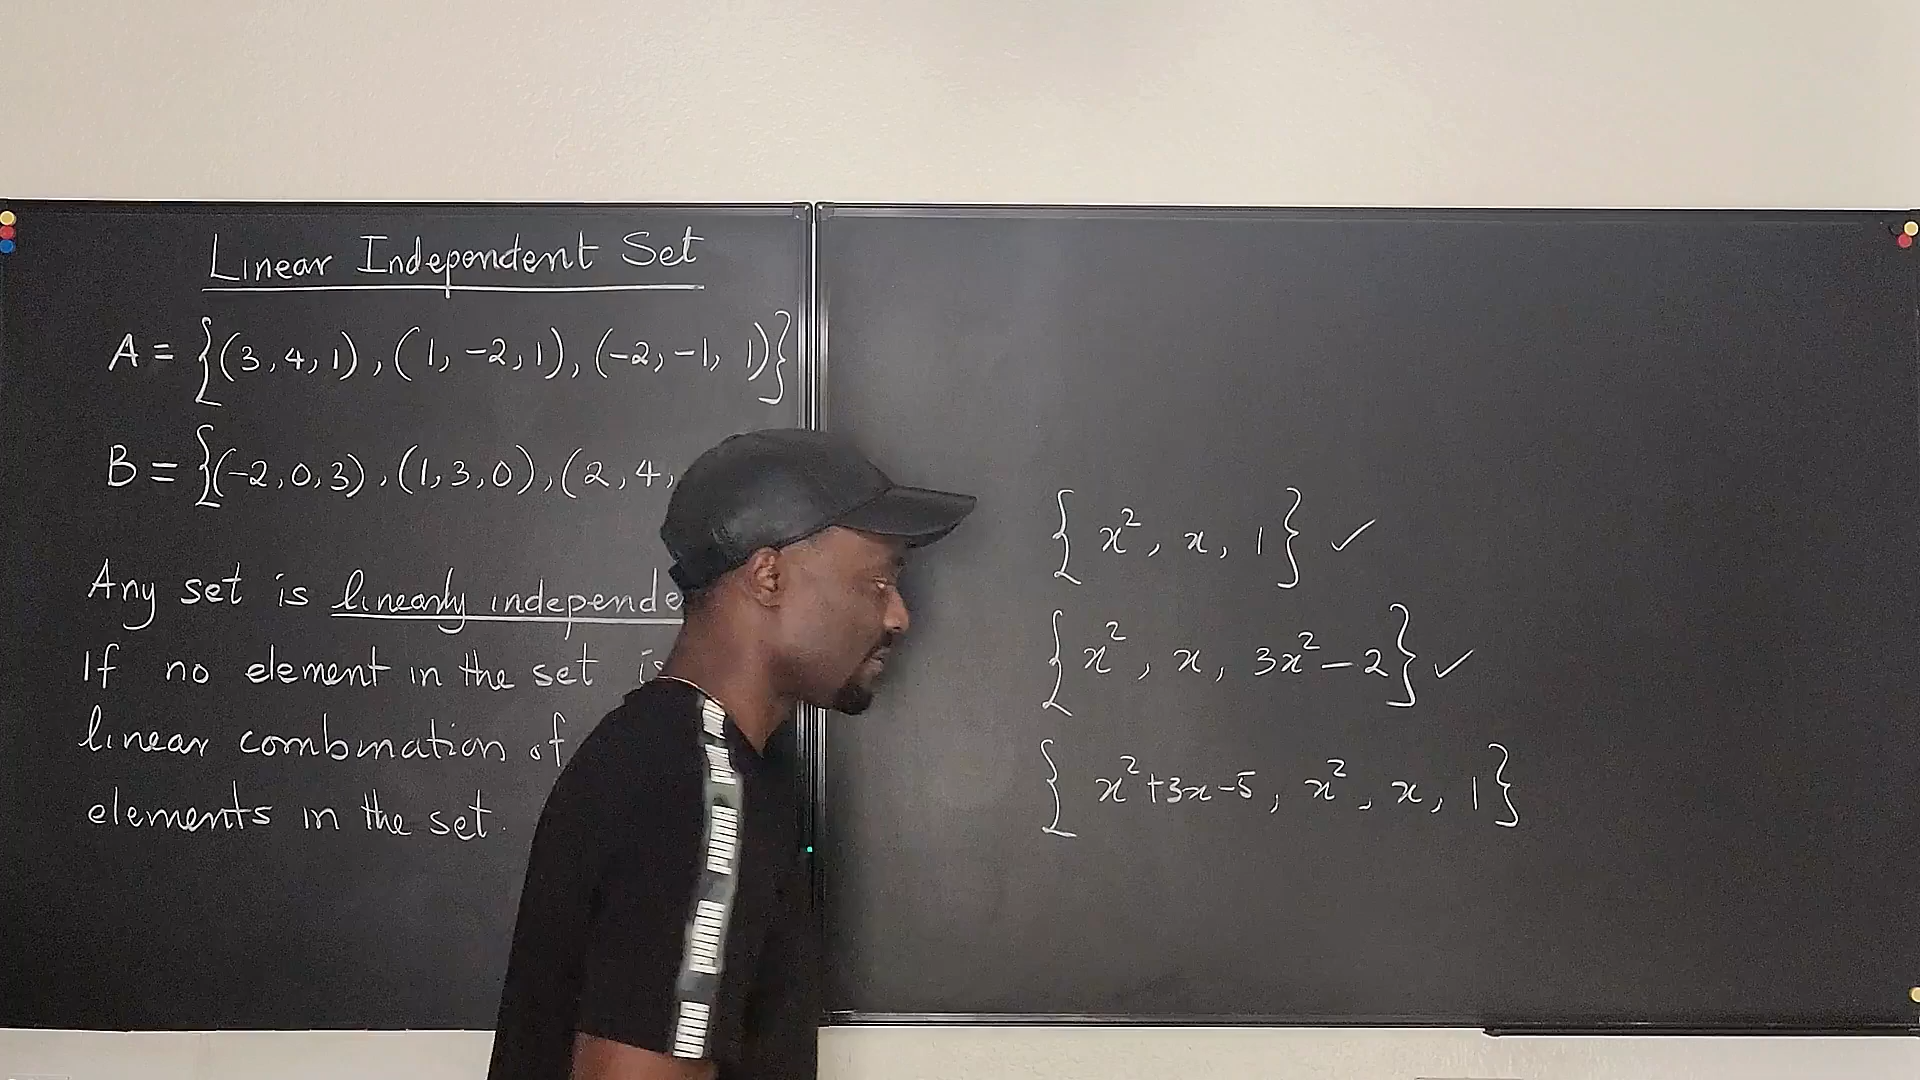 Linear Independent Set
A = {(3, 4, 1), (1, -2, 1), (-2, -1, 1)}
B = {(-2, 0, 3), (1, 3, 0), (2, 4,
Any set is linearly independe
If no element in the set is
linear combination of
elements in the set.
{ x², x, 1 } ✓
{ x², x, 3x² - 2 } ✓
{ x² + 3x - 5, x², x, 1 }